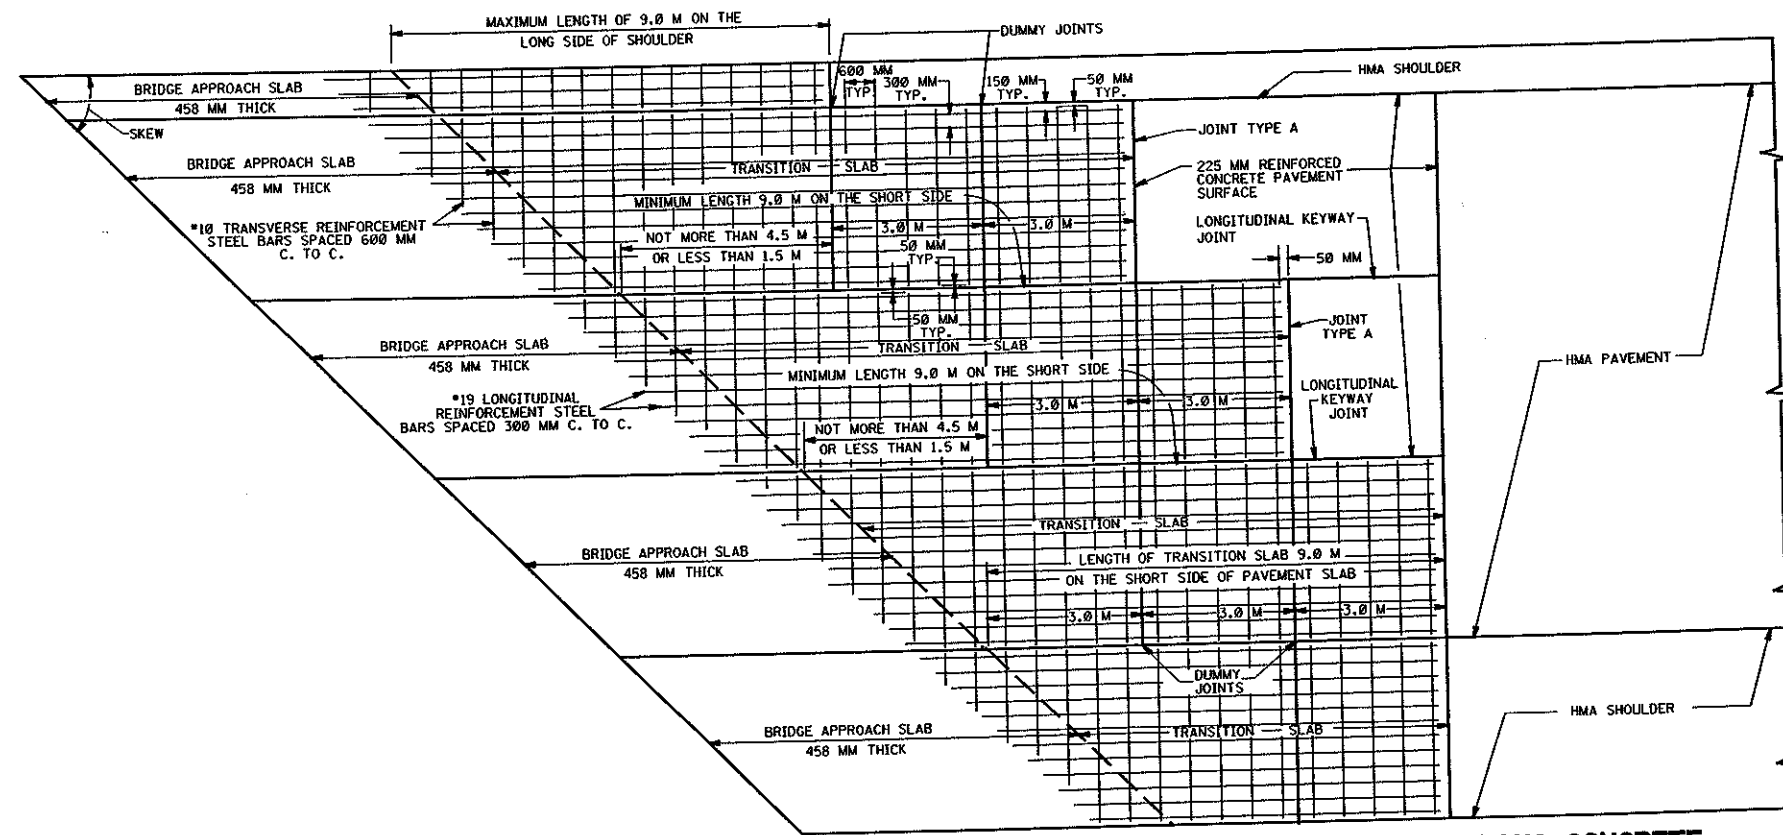 MAXIMUM LENGTH OF 9.0 M ON THE
LONG SIDE OF SHOULDER
DUMMY JOINTS
BRIDGE APPROACH SLAB
458 MM THICK
SKEW
600 MM
TYP.
300 MM
TYP.
150 MM
TYP.
50 MM
TYP.
HMA SHOULDER
JOINT TYPE A
BRIDGE APPROACH SLAB
458 MM THICK
TRANSITION SLAB
225 MM REINFORCED
CONCRETE PAVEMENT
SURFACE
MINIMUM LENGTH 9.0 M ON THE SHORT SIDE
*10 TRANSVERSE REINFORCEMENT
STEEL BARS SPACED 600 MM
C. TO C.
NOT MORE THAN 4.5 M
OR LESS THAN 1.5 M
3.0 M
3.0 M
50 MM
TYP.
LONGITUDINAL KEYWAY
JOINT
50 MM
50 MM
TYP.
JOINT
TYPE A
BRIDGE APPROACH SLAB
458 MM THICK
TRANSITION SLAB
HMA PAVEMENT
MINIMUM LENGTH 9.0 M ON THE SHORT SIDE
*19 LONGITUDINAL
REINFORCEMENT STEEL
BARS SPACED 300 MM C. TO C.
3.0 M
3.0 M
LONGITUDINAL
KEYWAY
JOINT
NOT MORE THAN 4.5 M
OR LESS THAN 1.5 M
TRANSITION SLAB
BRIDGE APPROACH SLAB
458 MM THICK
LENGTH OF TRANSITION SLAB 9.0 M
ON THE SHORT SIDE OF PAVEMENT SLAB
3.0 M
3.0 M
3.0 M
DUMMY
JOINTS
HMA SHOULDER
BRIDGE APPROACH SLAB
458 MM THICK
TRANSITION SLAB
CONCRETE